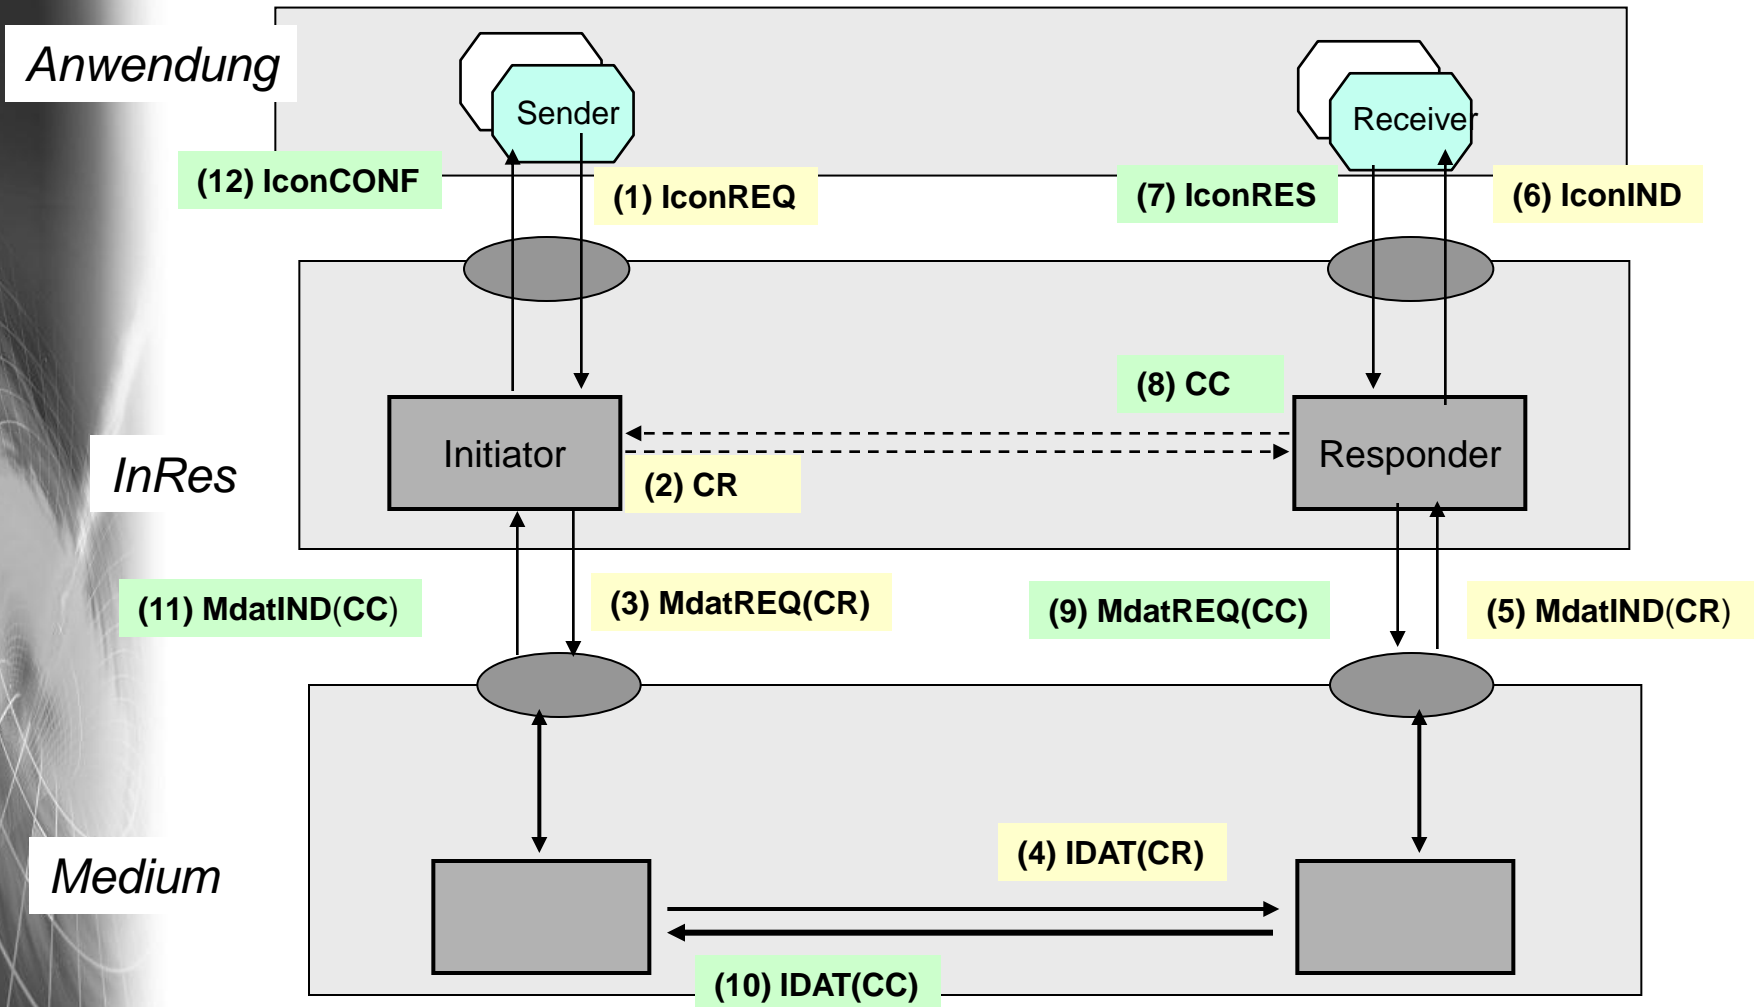 Anwendung
Sender
Receiver
(12) IconCONF
(1) IconREQ
(7) IconRES
(6) IconIND
(8) CC
Initiator
Responder
InRes
(2) CR
(11) MdatIND(CC)
(3) MdatREQ(CR)
(9) MdatREQ(CC)
(5) MdatIND(CR)
(4) IDAT(CR)
Medium
(10) IDAT(CC)